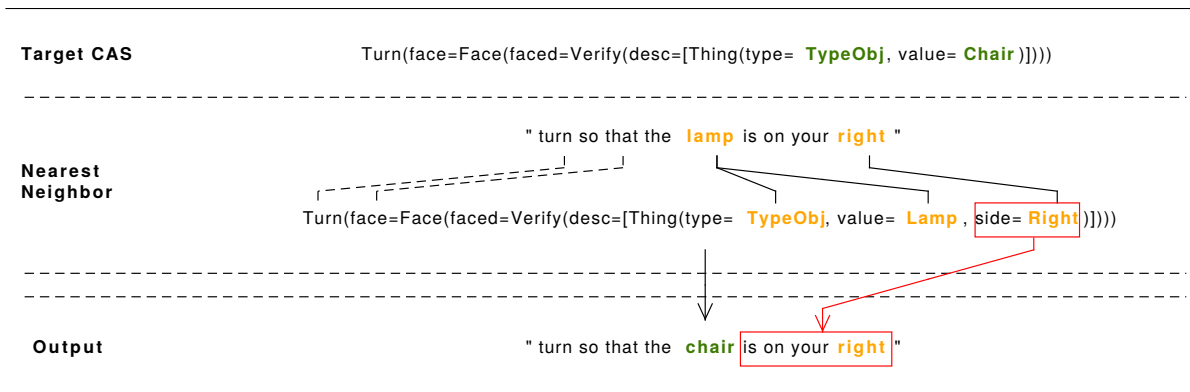 Target CAS
Turn(face=Face(faced=Verify(desc=[Thing(type= TypeObj, value= Chair)])))
" turn so that the lamp is on your right "
Nearest
Neighbor
Turn(face=Face(faced=Verify(desc=[Thing(type= TypeObj, value= Lamp , side= Right)])))
Output
" turn so that the chair is on your right "